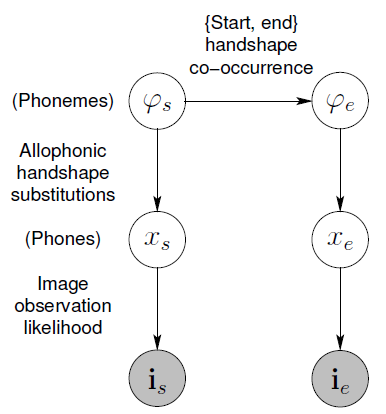 {Start, end}
handshape
co−occurrence
(Phonemes) φs φe
Allophonic
handshape
substitutions
(Phones) xs xe
Image
observation
likelihood
is ie